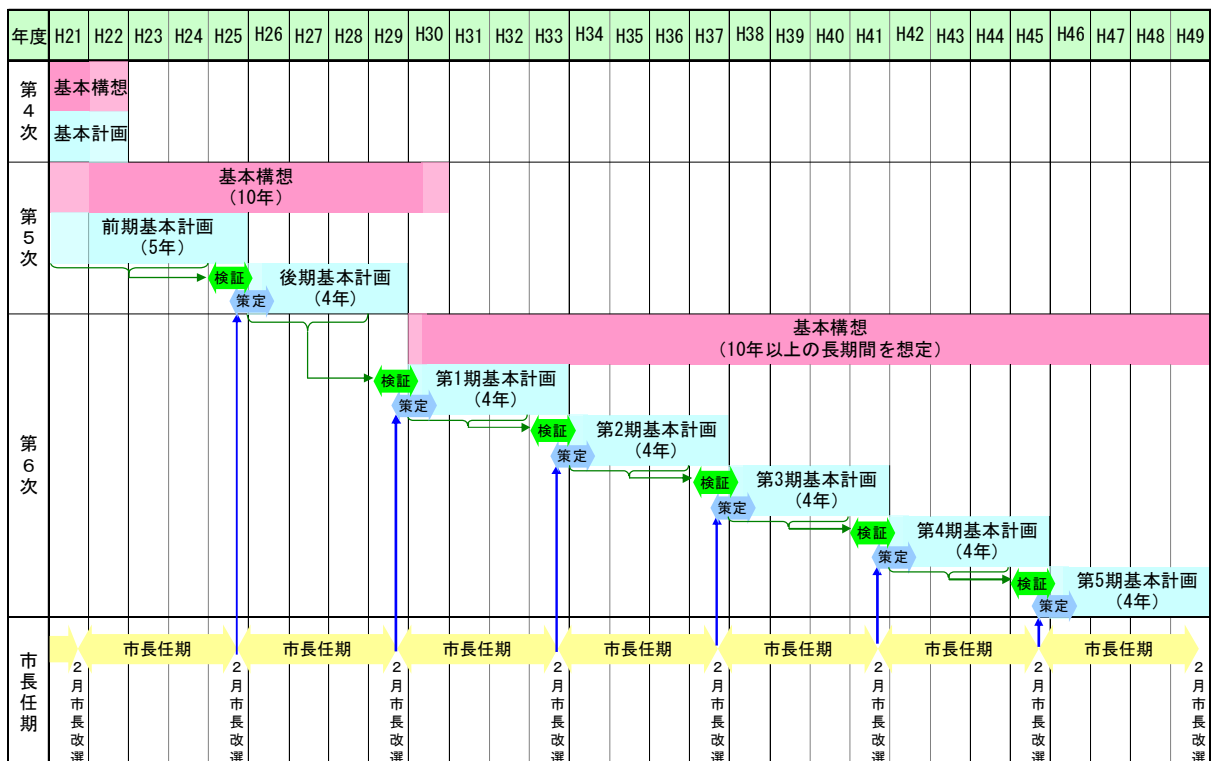 年度 H21 H22 H23 H24 H25 H26 H27 H28 H29 H30 H31 H32 H33 H34 H35 H36 H37 H38 H39 H40 H41 H42 H43 H44 H45 H46 H47 H48 H49
第4次
基本構想
基本計画
第5次
基本構想
(10年)
前期基本計画
(5年)
検証
後期基本計画
(4年)
策定
第6次
基本構想
(10年以上の長期間を想定)
検証
第1期基本計画
(4年)
策定
検証
第2期基本計画
(4年)
策定
検証
第3期基本計画
(4年)
策定
検証
第4期基本計画
(4年)
策定
検証
第5期基本計画
(4年)
策定
市長任期
市長任期 市長任期 市長任期 市長任期 市長任期 市長任期 市長任期
2月市長改選
2月市長改選
2月市長改選
2月市長改選
2月市長改選
2月市長改選
2月市長改選
2月市長改選